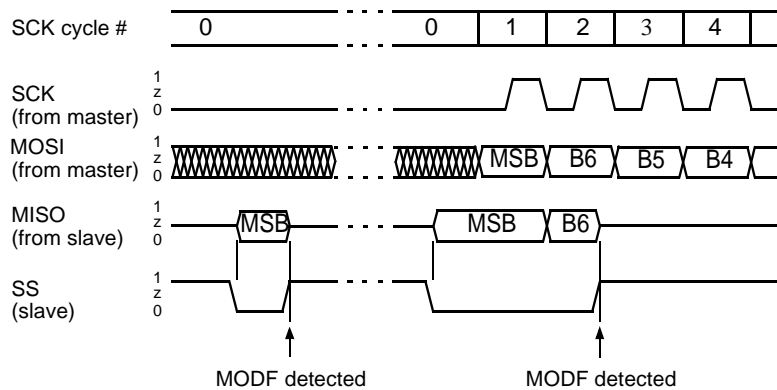 SCK cycle # 0 0 1 2 3 4
SCK
(from master)
1
z
0
MOSI
(from master)
1
z
0
MSB B6 B5 B4
MISO
(from slave)
1
z
0
MSB MSB B6
SS
(slave)
1
z
0
MODF detected MODF detected